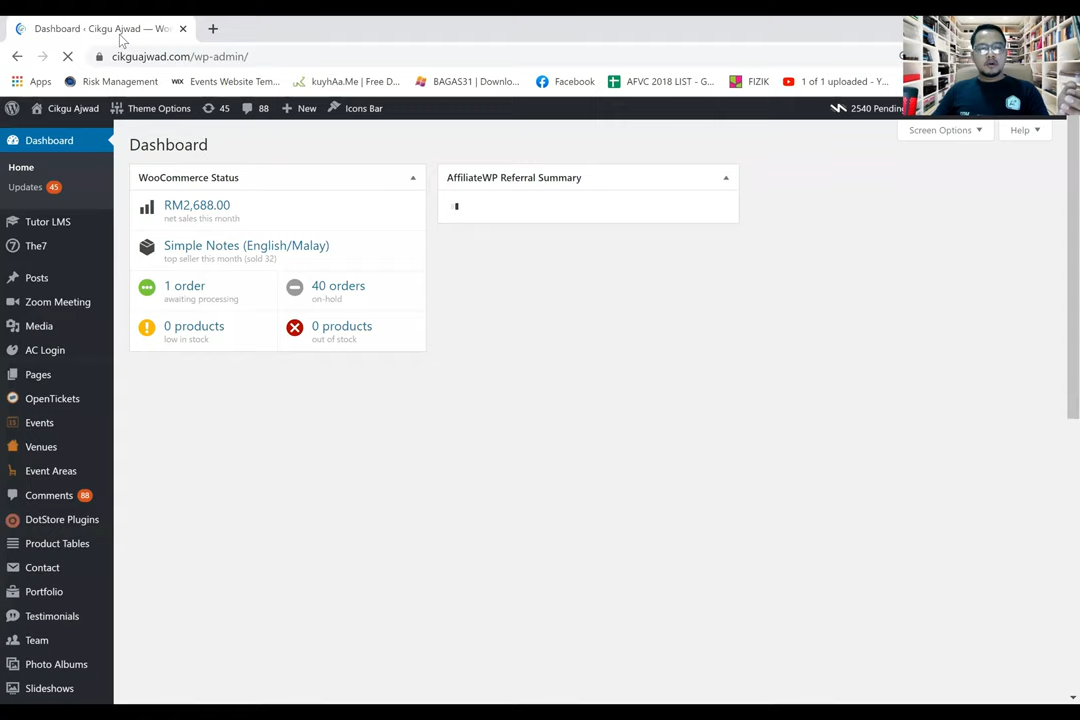 Dashboard ‹ Cikgu Ajwad — Wo
cikguajwad.com/wp-admin/
Apps
Risk Management
WIX Events Website Tem...
kuyhAa.Me | Free D...
BAGAS31 | Downlo...
Facebook
AFVC 2018 LIST - G...
FIZIK
1 of 1 uploaded - Y...
Cikgu Ajwad
Theme Options
45
88
New
Icons Bar
2540 Pending
Screen Options
Help
Dashboard
Home
Updates 45
Tutor LMS
The7
Posts
Zoom Meeting
Media
AC Login
Pages
OpenTickets
Events
Venues
Event Areas
Comments 88
DotStore Plugins
Product Tables
Contact
Portfolio
Testimonials
Team
Photo Albums
Slideshows
Dashboard
WooCommerce Status
RM2,688.00
net sales this month
Simple Notes (English/Malay)
top seller this month (sold 32)
1 order
awaiting processing
40 orders
on-hold
0 products
low in stock
0 products
out of stock
AffiliateWP Referral Summary